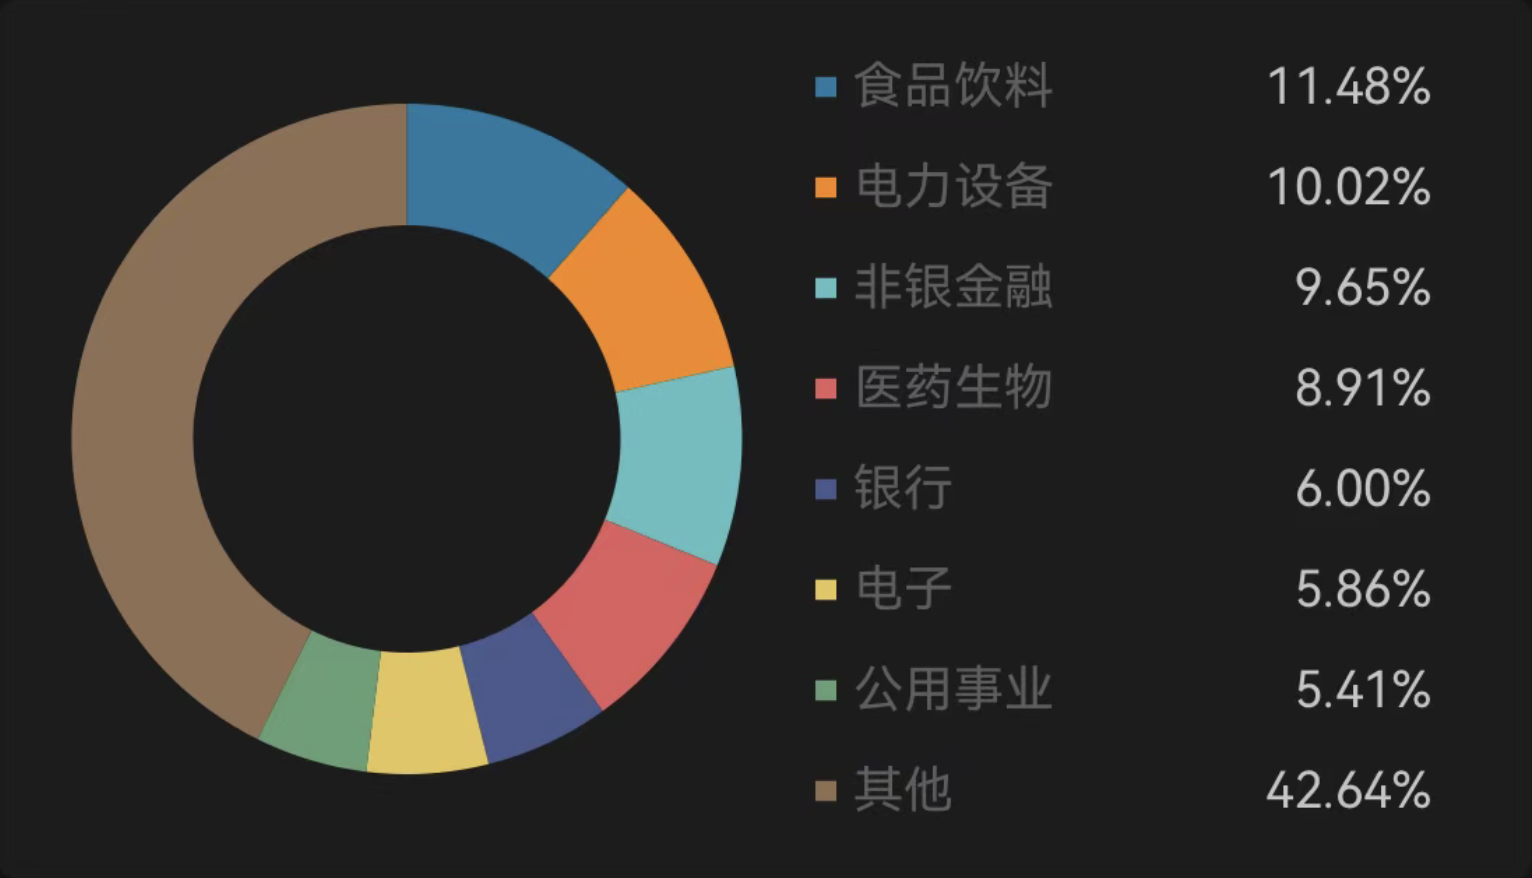 食品饮料 11.48%
电力设备 10.02%
非银金融 9.65%
医药生物 8.91%
银行 6.00%
电子 5.86%
公用事业 5.41%
其他 42.64%